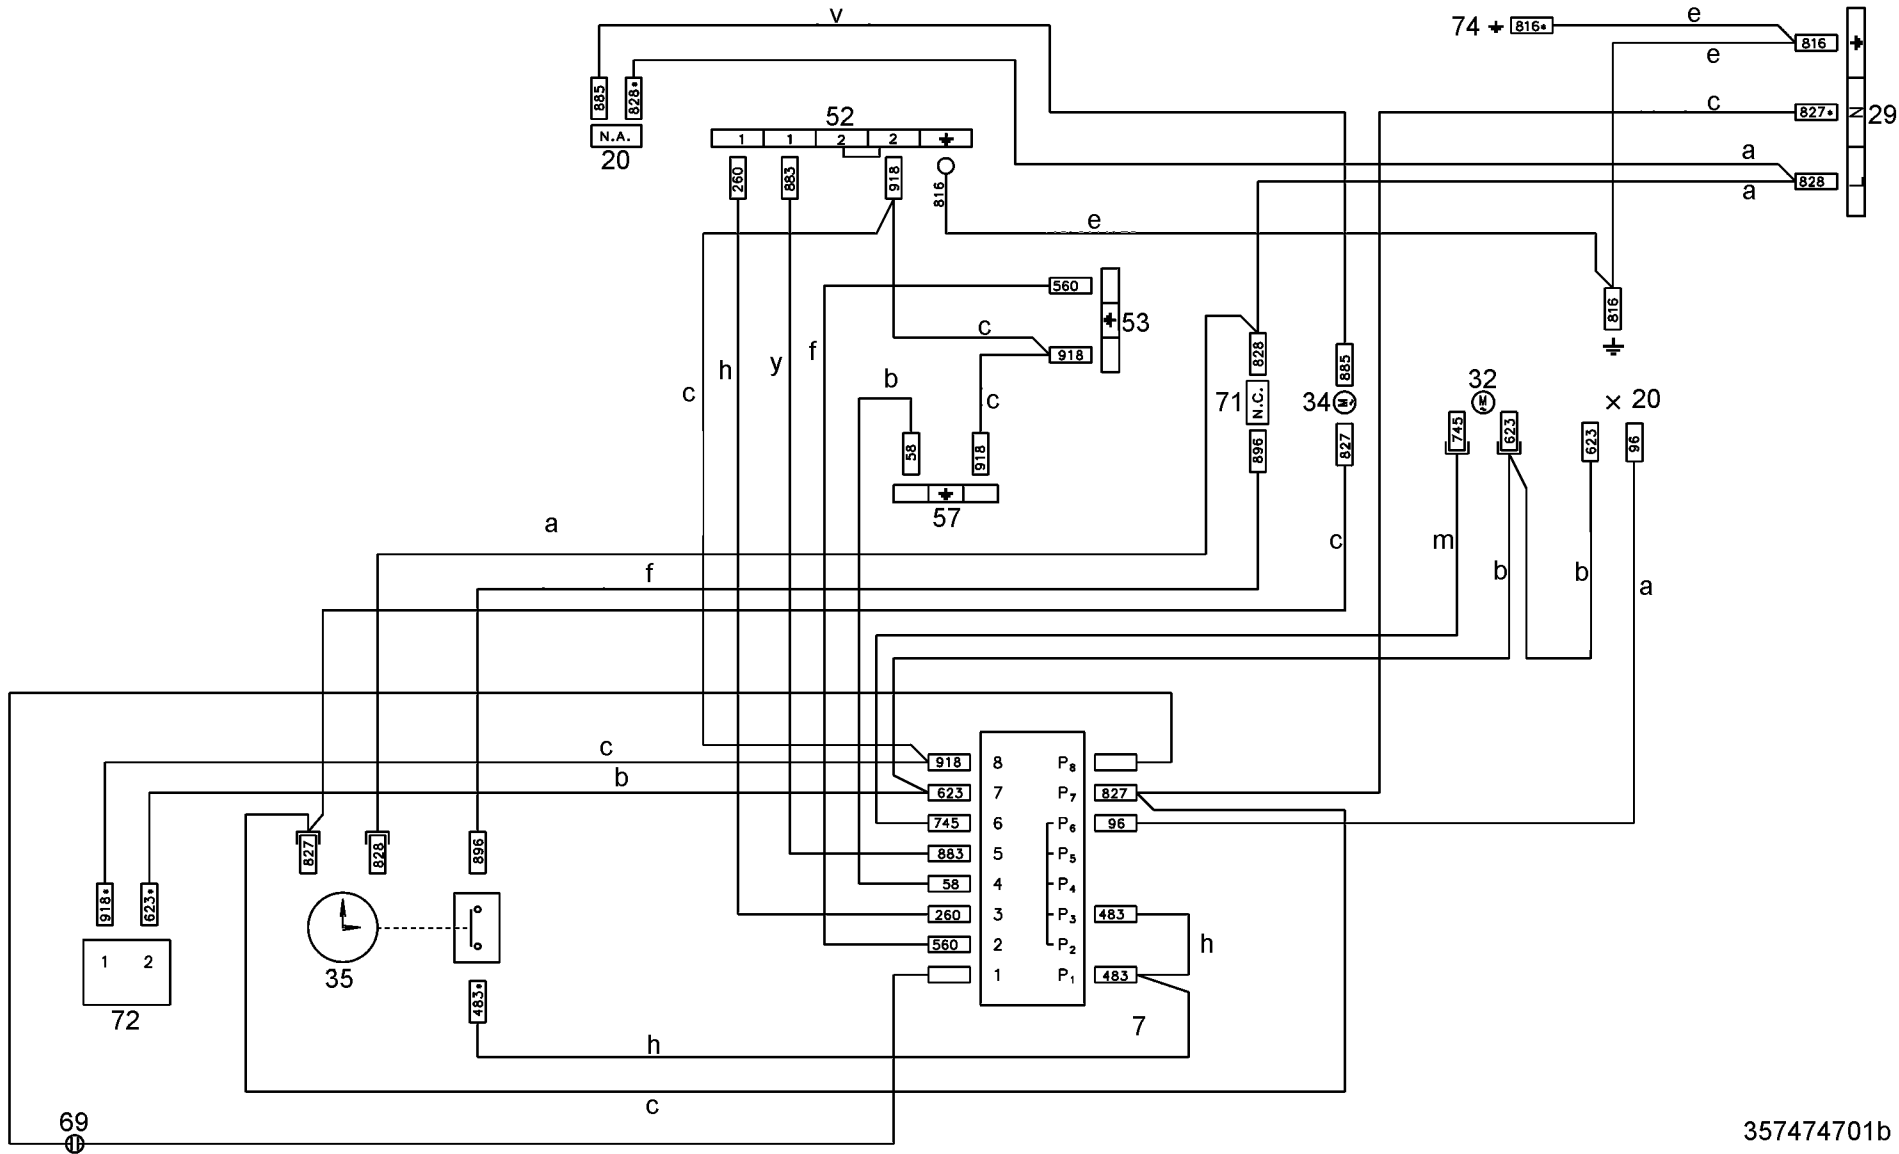 v
e
74 816*
816
e
885
828*
c
827*
N
29
52
N.A.
1 1 2 2
20
a
260
883
918
816
828
L
a
e
560
53
816
c
f
h
y
918
828
885
c
b
c
71
N.C.
34
M
32
M
× 20
745
623
623
96
58
918
896
827
57
a
c
m
b
b
a
f
c
918 8 P8
b
623 7 P7 827
745 6 P6 96
827
828
896
883 5 P5
918*
623*
58 4 P4
260 3 P3 483
560 2 P2
h
1 2
35
1 P1 483
483*
72
7
h
c
69
357474701b